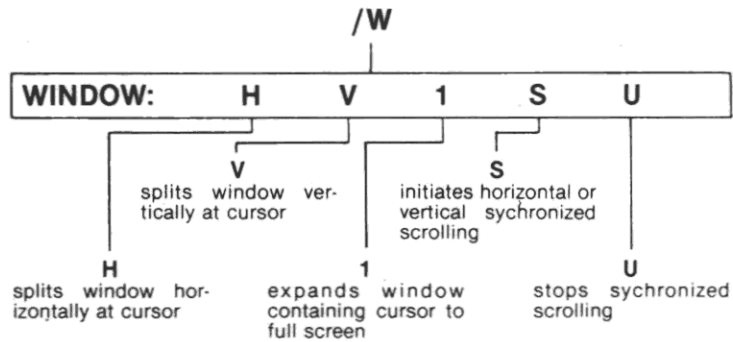 /W
WINDOW: H V 1 S U
V
splits window ver-
tically at cursor
S
initiates horizontal or
vertical sychronized
scrolling
H
splits window hor-
izontally at cursor
1
expands window
containing cursor to
full screen
U
stops sychronized
scrolling